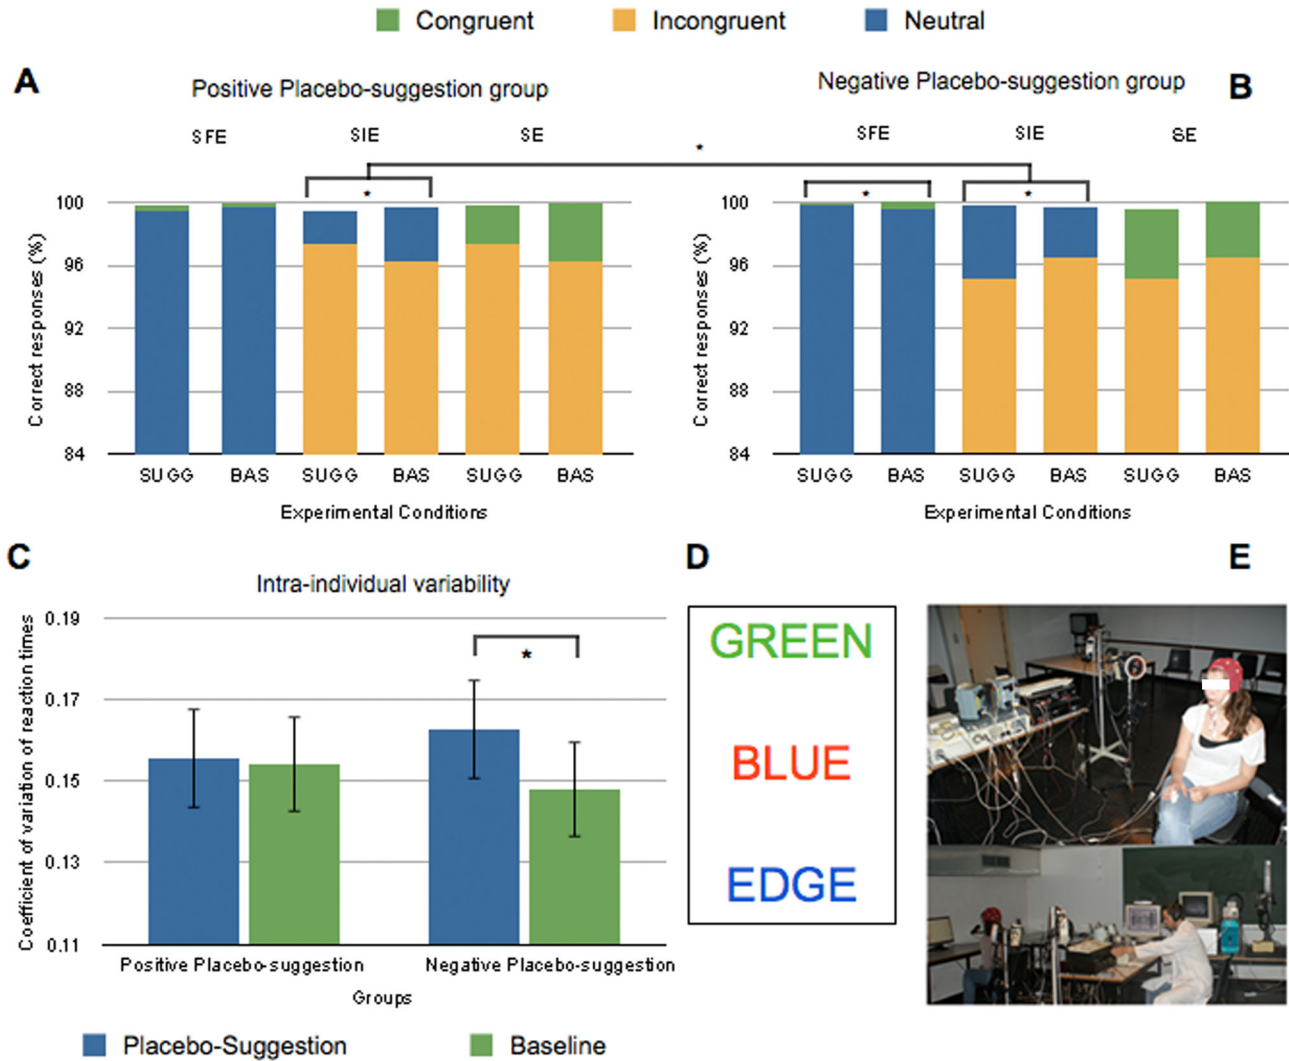 Congruent Incongruent Neutral
A Positive Placebo-suggestion group
SFE SIE SE
*
*
100
96
92
88
84
Correct responses (%)
SUGG BAS SUGG BAS SUGG BAS
Experimental Conditions
Negative Placebo-suggestion group B
SFE SIE SE
* *
100
96
92
88
84
Correct responses (%)
SUGG BAS SUGG BAS SUGG BAS
Experimental Conditions
C
Intra-individual variability
0.19
0.17
0.15
0.13
0.11
Coefficient of variation of reaction times
*
Positive Placebo-suggestion Negative Placebo-suggestion
Groups
Placebo-Suggestion Baseline
D
GREEN
BLUE
EDGE
E